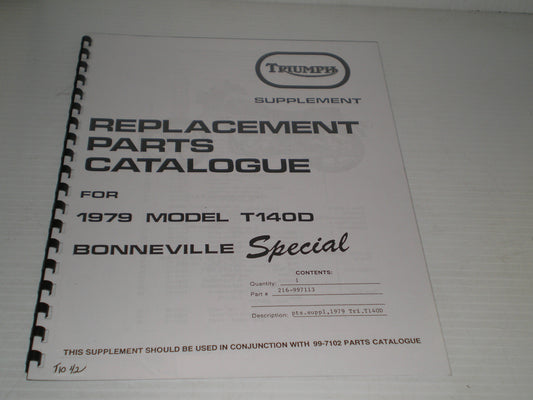 TRIUMPH
SUPPLEMENT
REPLACEMENT
PARTS
CATALOGUE
FOR
1979 MODEL T140D
BONNEVILLE Special
CONTENTS:
Quantity: 1
Part # 216-997113
Description: pts.suppl,1979 Tri.T140D
THIS SUPPLEMENT SHOULD BE USED IN CONJUNCTION WITH 99-7102 PARTS CATALOGUE